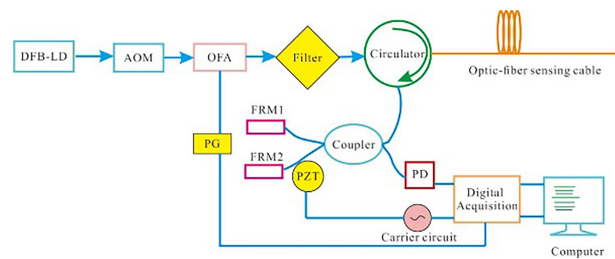 DFB-LD
AOM
OFA
Filter
Circulator
Optic-fiber sensing cable
FRM1
PG
Coupler
FRM2
PZT
PD
Digital
Acquisition
Carrier circuit
Computer